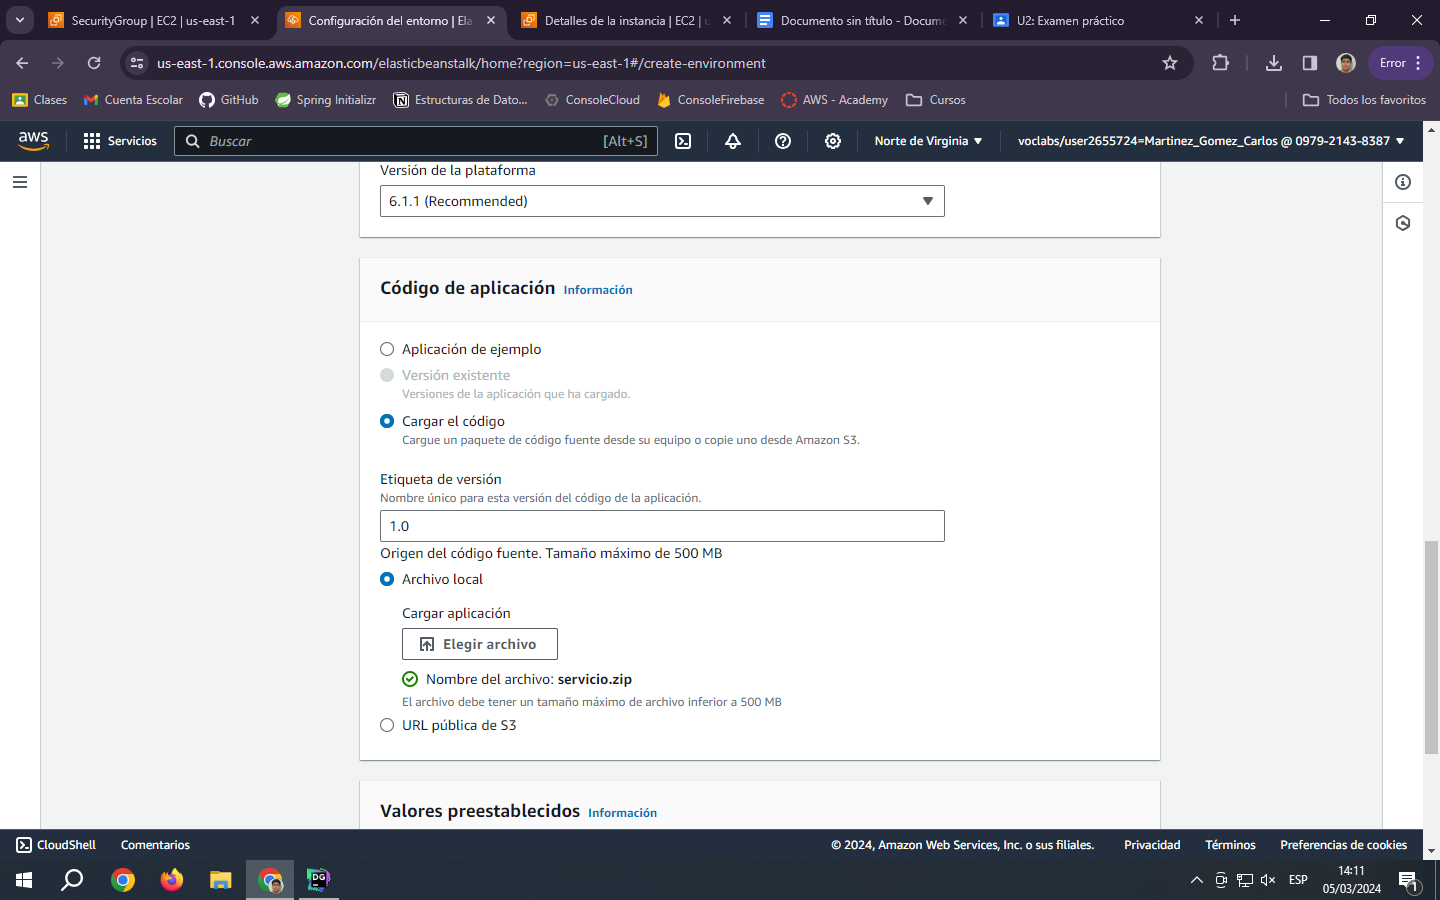 SecurityGroup | EC2 | us-east-1
Configuración del entorno | Ela
Detalles de la instancia | EC2 | u
Documento sin título - Docume
U2: Examen práctico
us-east-1.console.aws.amazon.com/elasticbeanstalk/home?region=us-east-1#/create-environment
Error
Clases
Cuenta Escolar
GitHub
Spring Initializr
Estructuras de Dato...
ConsoleCloud
ConsoleFirebase
AWS - Academy
Cursos
Todos los favoritos
aws
Servicios
Buscar
[Alt+S]
Norte de Virginia
voclabs/user2655724=Martinez_Gomez_Carlos @ 0979-2143-8387
Versión de la plataforma
6.1.1 (Recommended)
Código de aplicación Información
Aplicación de ejemplo
Versión existente
Versiones de la aplicación que ha cargado.
Cargar el código
Cargue un paquete de código fuente desde su equipo o copie uno desde Amazon S3.
Etiqueta de versión
Nombre único para esta versión del código de la aplicación.
1.0
Origen del código fuente. Tamaño máximo de 500 MB
Archivo local
Cargar aplicación
Elegir archivo
Nombre del archivo: servicio.zip
El archivo debe tener un tamaño máximo de archivo inferior a 500 MB
URL pública de S3
Valores preestablecidos Información
CloudShell
Comentarios
© 2024, Amazon Web Services, Inc. o sus filiales.
Privacidad
Términos
Preferencias de cookies
DG
ESP
14:11
05/03/2024
1